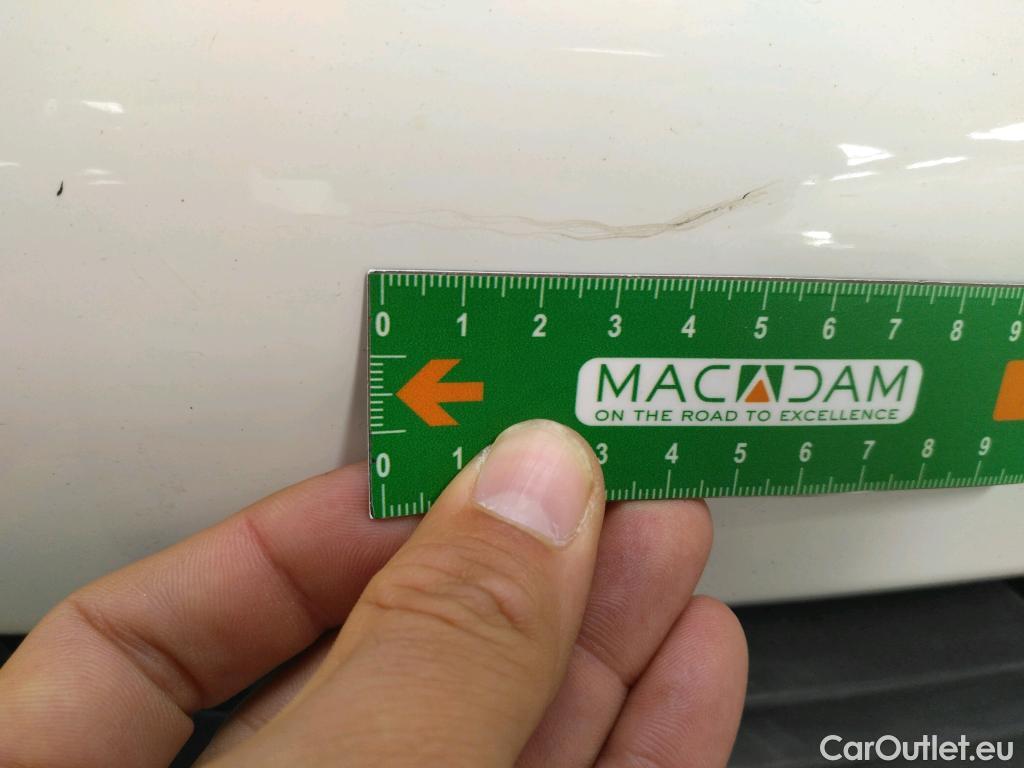 0 1 2 3 4 5 6 7 8 9
MACADAM
ON THE ROAD TO EXCELLENCE
0 1 3 4 5 6 7 8 9
CarOutlet.eu